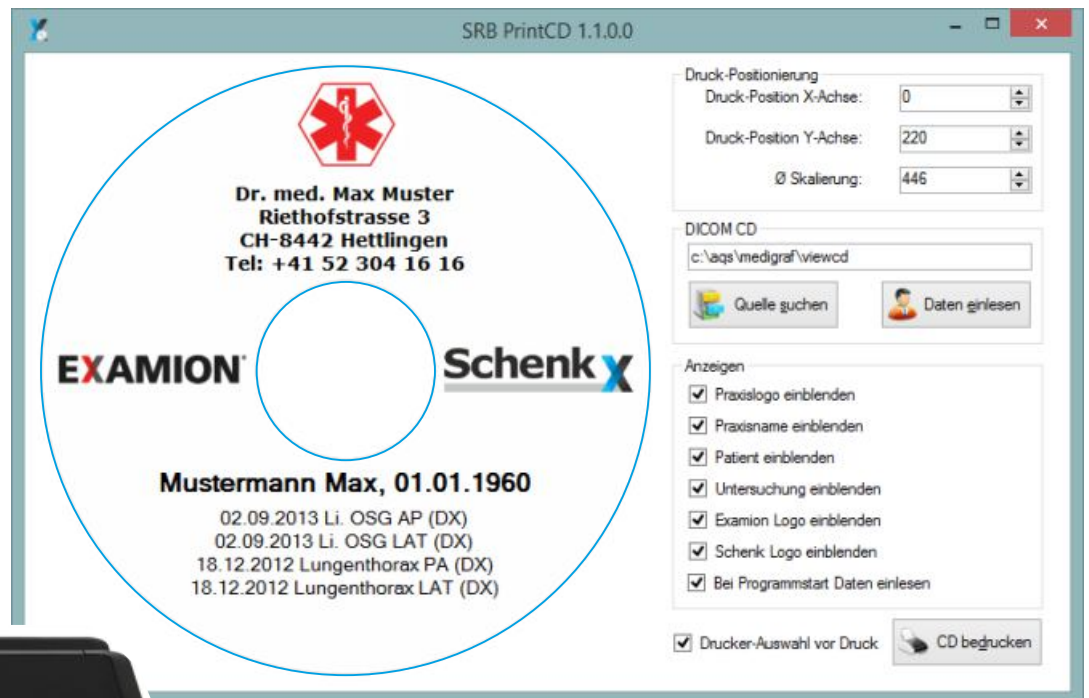 SRB PrintCD 1.1.0.0
Dr. med. Max Muster
Riethofstrasse 3
CH-8442 Hettlingen
Tel: +41 52 304 16 16
EXAMION
Schenk X
Mustermann Max, 01.01.1960
02.09.2013 Li. OSG AP (DX)
02.09.2013 Li. OSG LAT (DX)
18.12.2012 Lungenthorax PA (DX)
18.12.2012 Lungenthorax LAT (DX)
Druck-Positionierung
Druck-Position X-Achse: 0
Druck-Position Y-Achse: 220
Ø Skalierung: 446
DICOM CD
c:\aqs\medigraf\viewcd
Quelle suchen Daten einlesen
Anzeigen
Praxislogo einblenden
Praxisname einblenden
Patient einblenden
Untersuchung einblenden
Examion Logo einblenden
Schenk Logo einblenden
Bei Programmstart Daten einlesen
Drucker-Auswahl vor Druck CD bedrucken